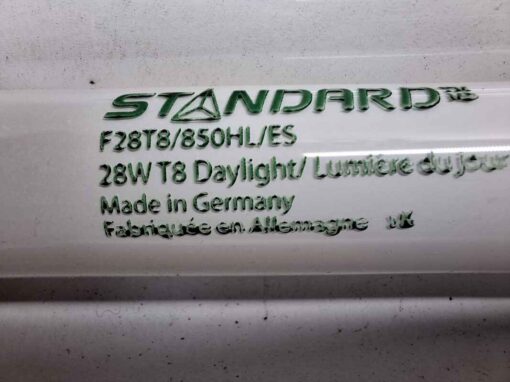 STANDARD
F28T8/850HL/ES
28W T8 Daylight/ Lumière du jour
Made in Germany
Fabriquée en Allemagne